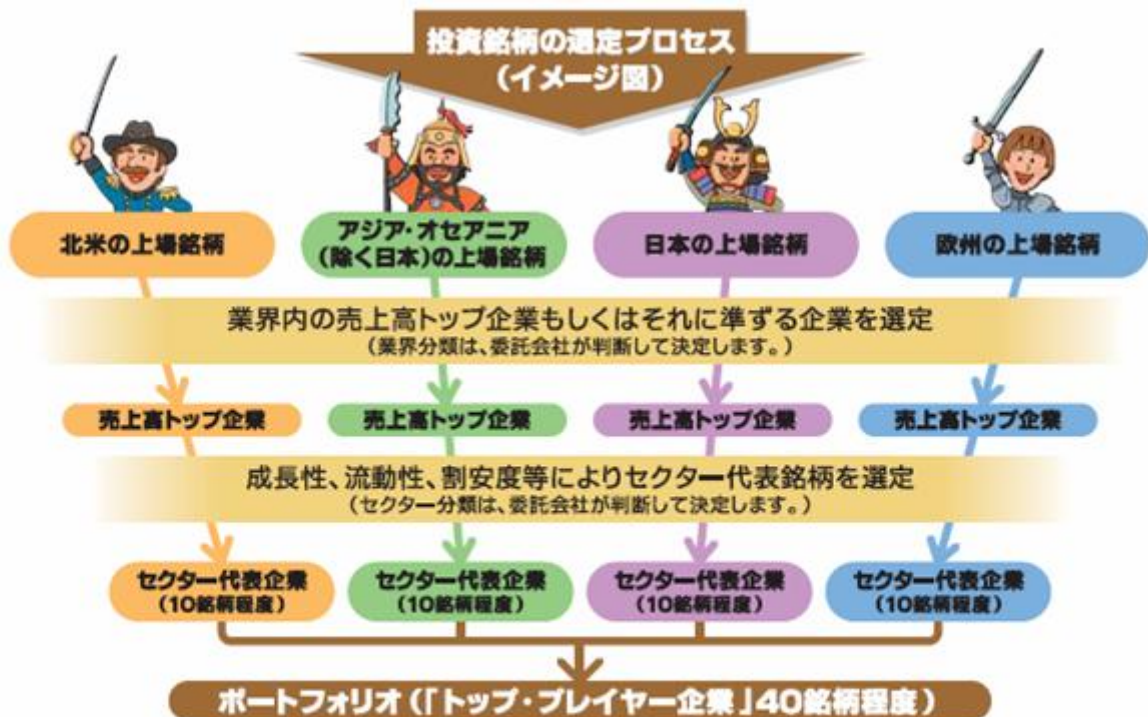 投資銘柄の選定プロセス
(イメージ図)
北米の上場銘柄
アジア・オセアニア
(除く日本)の上場銘柄
日本の上場銘柄
欧州の上場銘柄
業界内の売上高トップ企業もしくはそれに準ずる企業を選定
(業界分類は、委託会社が判断して決定します。)
売上高トップ企業
売上高トップ企業
売上高トップ企業
売上高トップ企業
成長性、流動性、割安度等によりセクター代表銘柄を選定
(セクター分類は、委託会社が判断して決定します。)
セクター代表企業
(10銘柄程度)
セクター代表企業
(10銘柄程度)
セクター代表企業
(10銘柄程度)
セクター代表企業
(10銘柄程度)
ポートフォリオ(「トップ・プレイヤー企業」40銘柄程度)